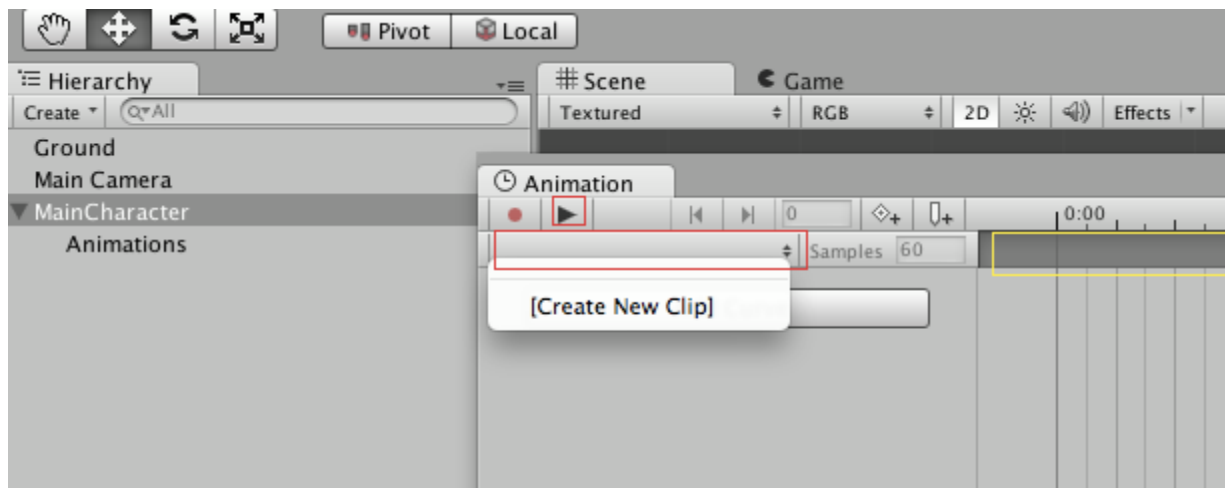 Pivot Local
Hierarchy
Create All
Ground
Main Camera
MainCharacter
Animations
Scene Game
Textured RGB 2D Effects
Animation
0 0:00
Samples 60
[Create New Clip]